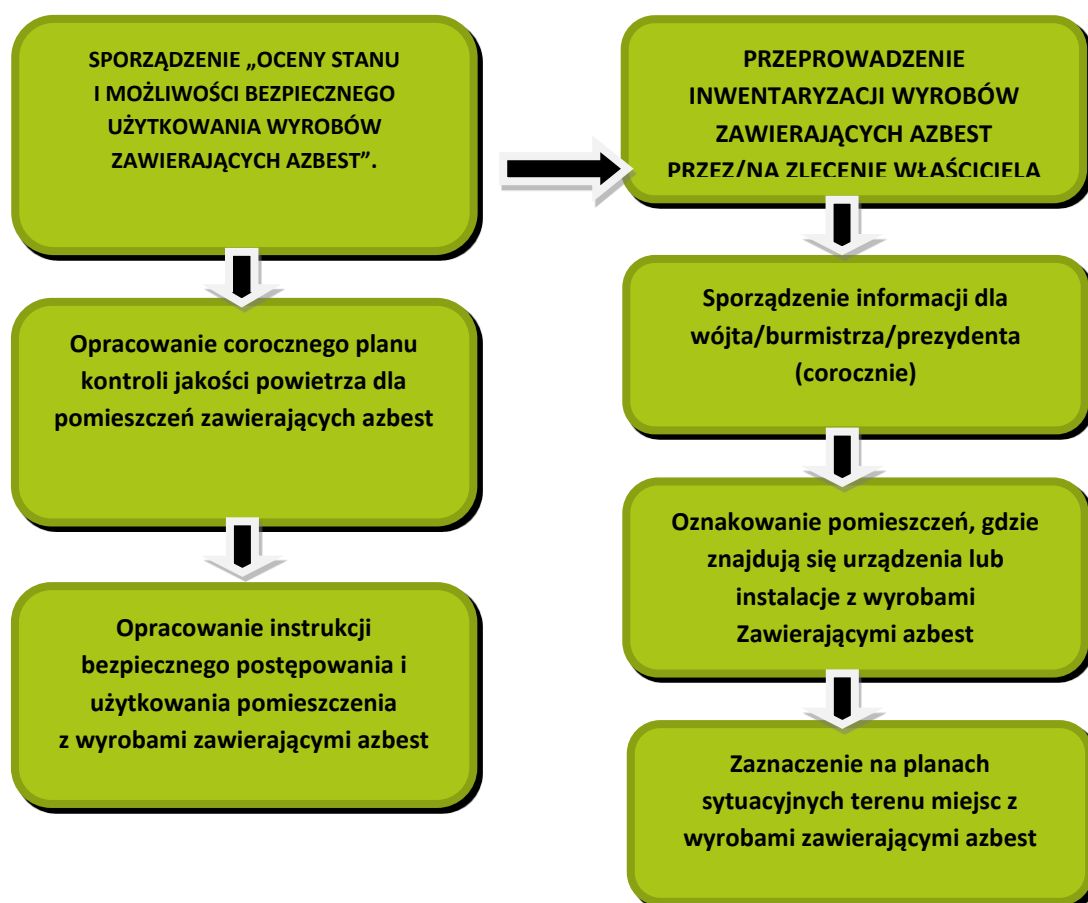 SPORZĄDZENIE „OCENY STANU
I MOŻLIWOŚCI BEZPIECZNEGO
UŻYTKOWANIA WYROBÓW
ZAWIERAJĄCYCH AZBEST”.
Opracowanie corocznego planu
kontroli jakości powietrza dla
pomieszczeń zawierających azbest
Opracowanie instrukcji
bezpiecznego postępowania i
użytkowania pomieszczenia
z wyrobami zawierającymi azbest
PRZEPROWADZENIE
INWENTARYZACJI WYROBÓW
ZAWIERAJĄCYCH AZBEST
PRZEZ/NA ZLECENIE WŁAŚCICIELA
Sporządzenie informacji dla
wójta/burmistrza/prezydenta
(corocznie)
Oznakowanie pomieszczeń, gdzie
znajdują się urządzenia lub
instalacje z wyrobami
Zawierającymi azbest
Zaznaczenie na planach
sytuacyjnych terenu miejsc z
wyrobami zawierającymi azbest